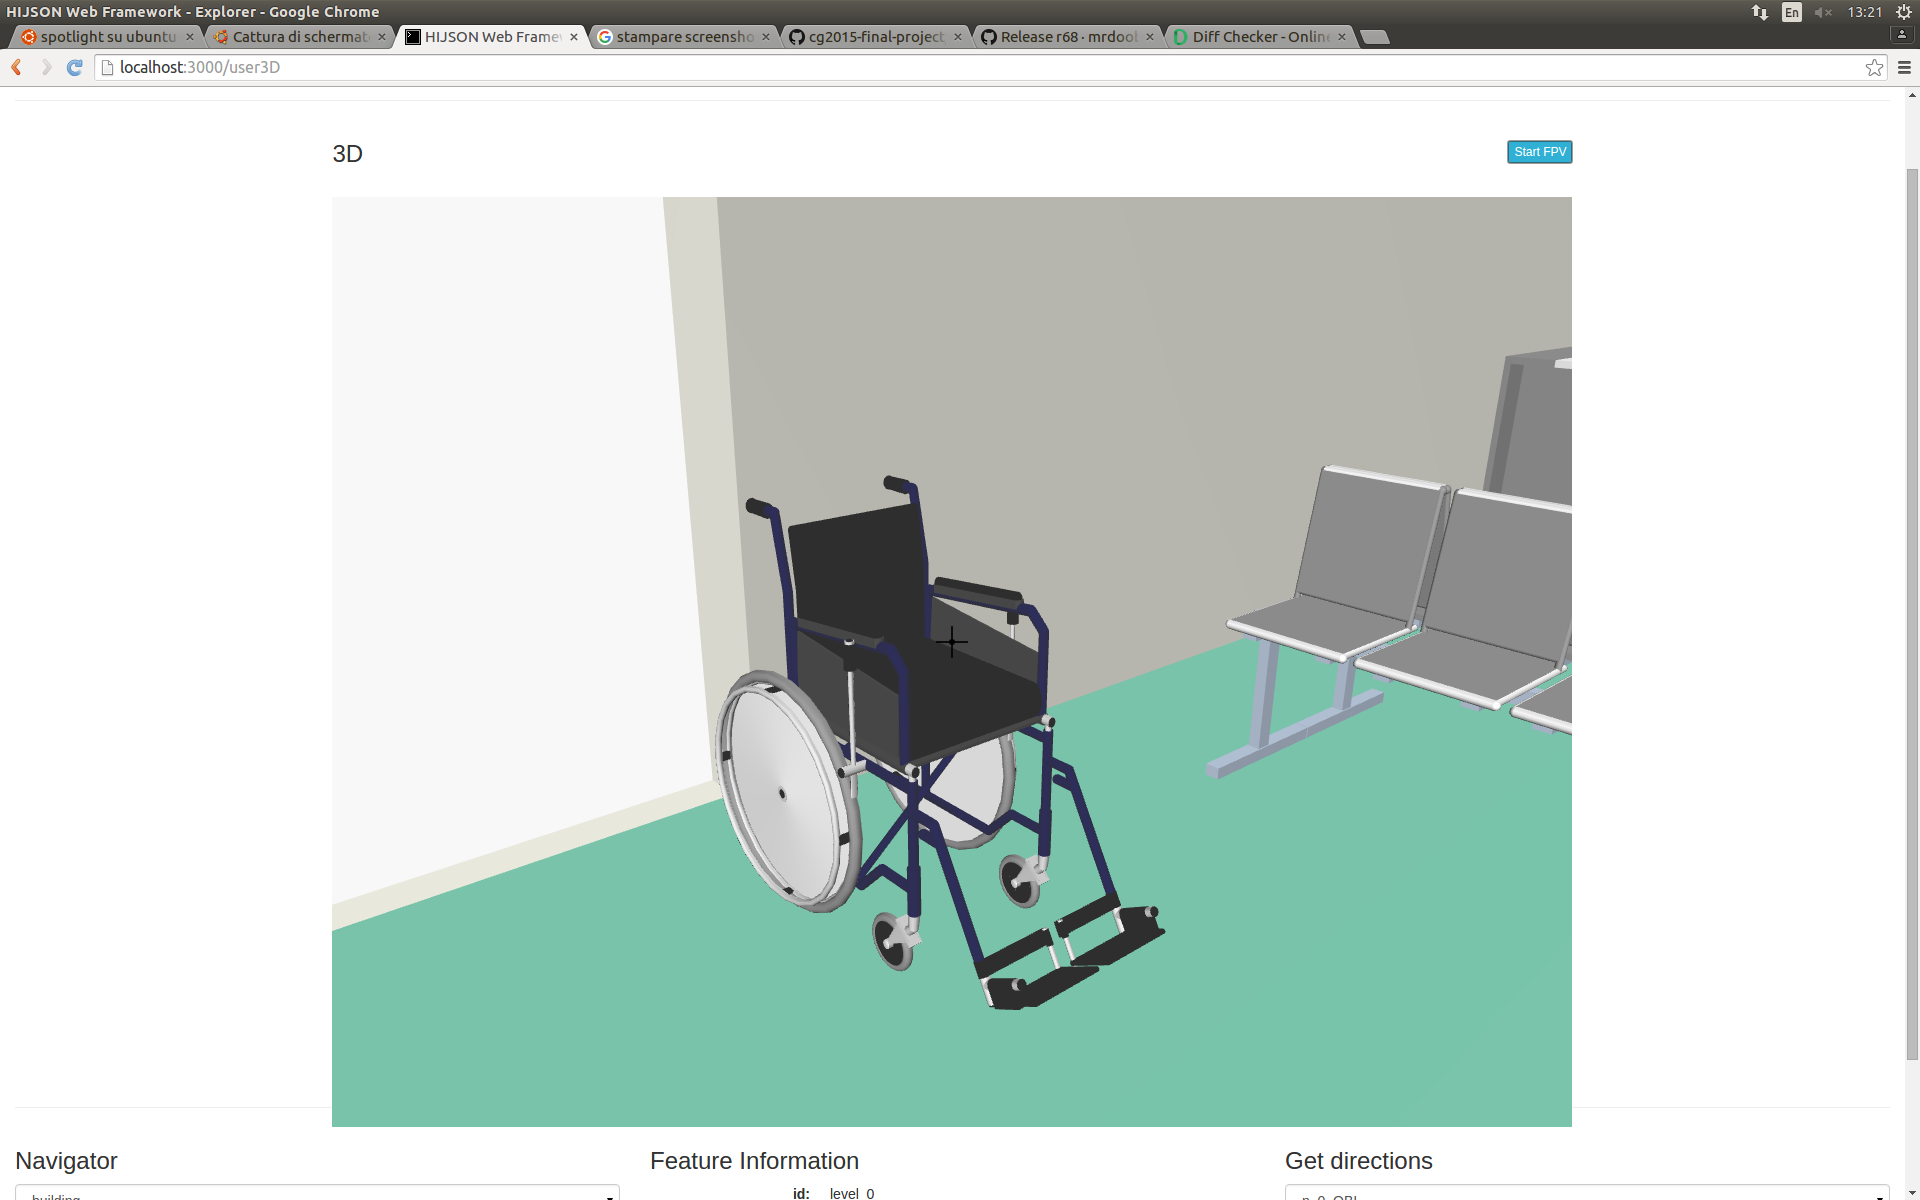 HIJSON Web Framework - Explorer - Google Chrome
En
13:21
spotlight su ubuntu
Cattura di schermat
HIJSON Web Frame
stampare screensho
cg2015-final-project
Release r68 · mrdoob
Diff Checker - Online
localhost:3000/user3D
3D
Start FPV
Navigator
Feature Information
Get directions
building
id: level_0